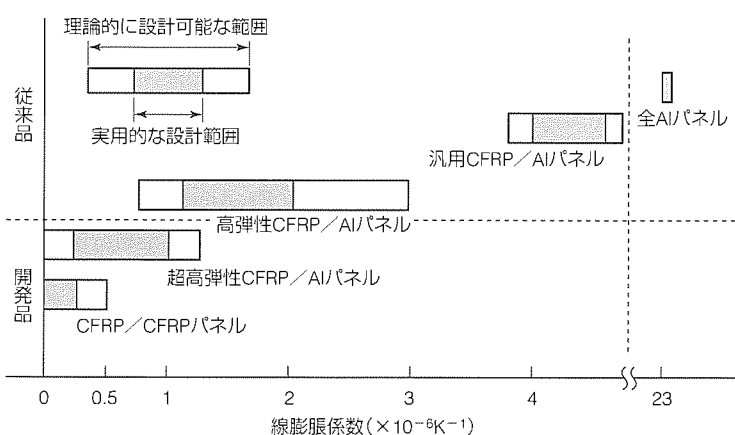 理論的に設計可能な範囲
実用的な設計範囲
従来品
全Alパネル
汎用CFRP/Alパネル
高弾性CFRP/Alパネル
開発品
超高弾性CFRP/Alパネル
CFRP/CFRPパネル
0 0.5 1 2 3 4 23
線膨脹係数(×10⁻⁶K⁻¹)